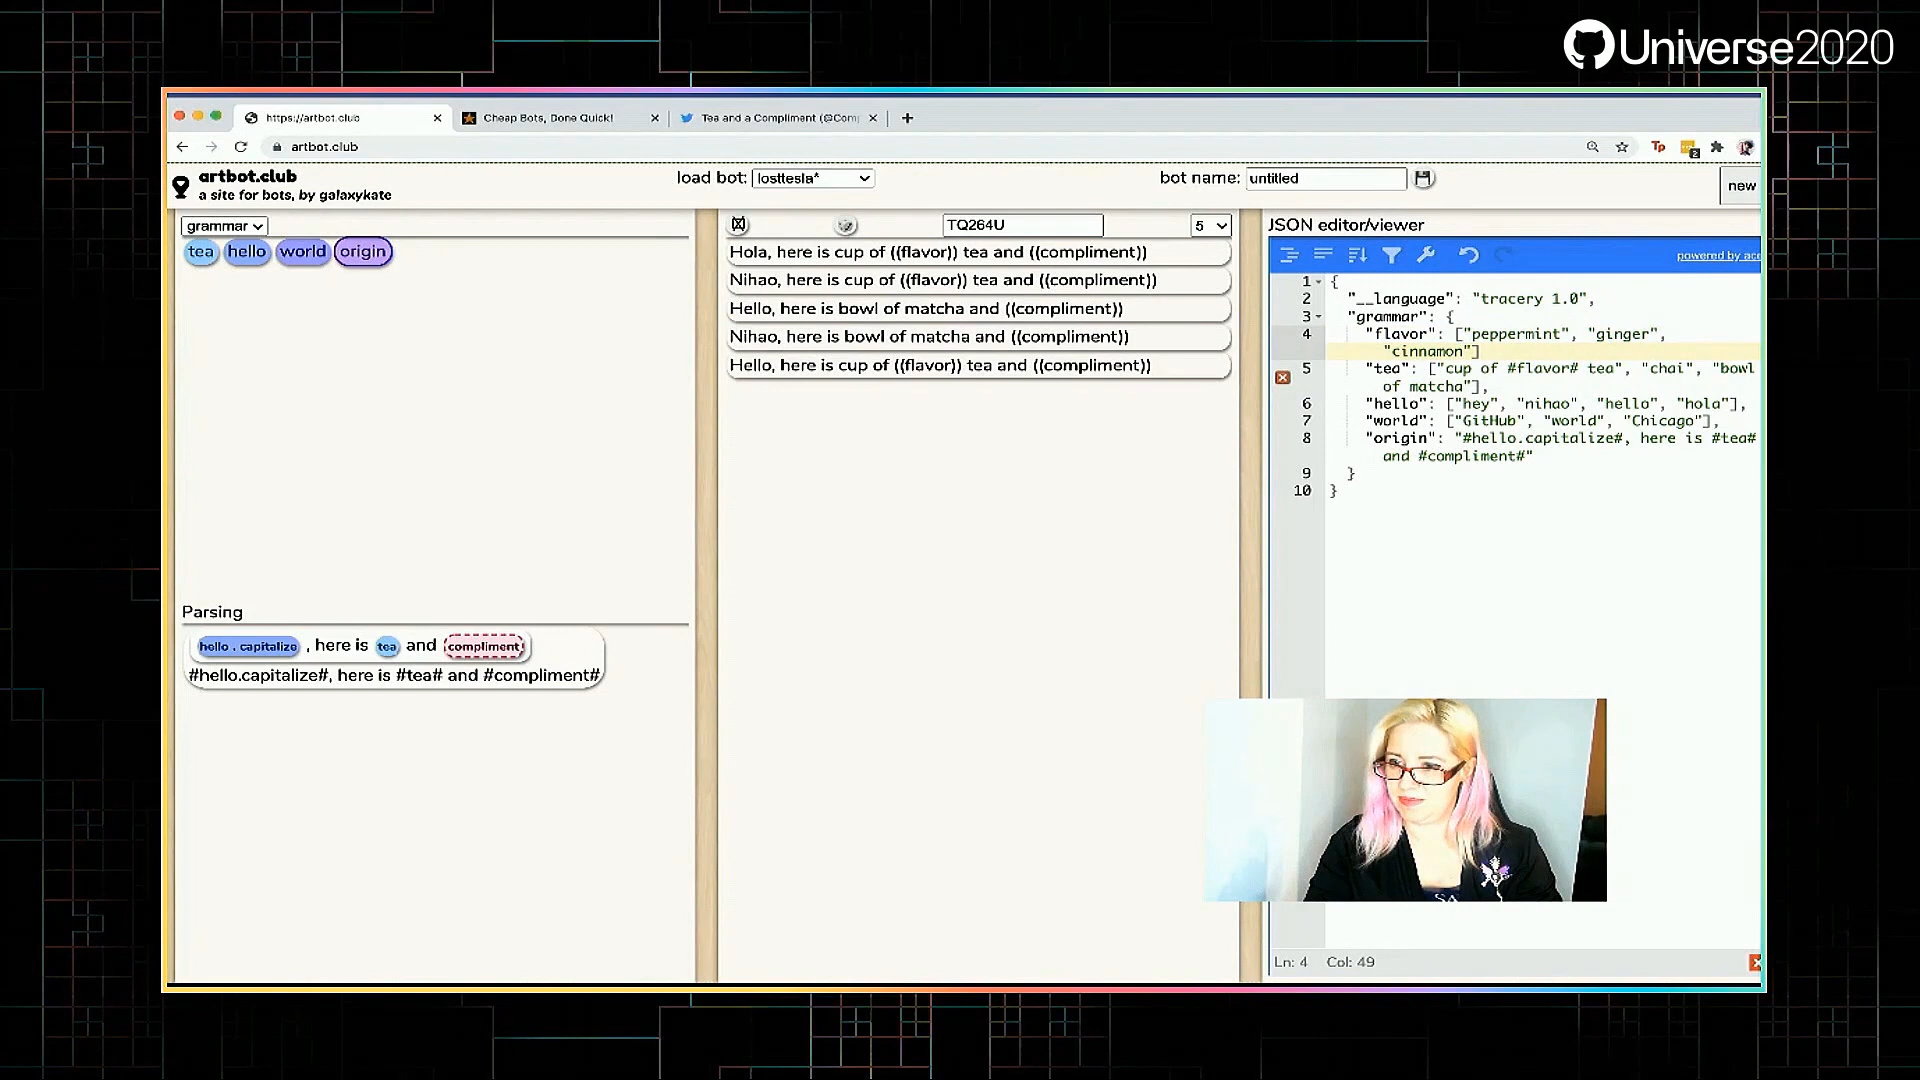 Universe2020
https://artbot.club
Cheap Bots, Done Quick!
Tea and a Compliment (@Com
artbot.club
Tp
2
artbot.club
a site for bots, by galaxykate
load bot: losttesla*
bot name: untitled
new
grammar
tea hello world origin
TQ264U
5
Hola, here is cup of ((flavor)) tea and ((compliment))
Nihao, here is cup of ((flavor)) tea and ((compliment))
Hello, here is bowl of matcha and ((compliment))
Nihao, here is bowl of matcha and ((compliment))
Hello, here is cup of ((flavor)) tea and ((compliment))
Parsing
hello . capitalize , here is tea and compliment
#hello.capitalize#, here is #tea# and #compliment#
JSON editor/viewer
powered by ace
1 {
2 "__language": "tracery 1.0",
3 "grammar": {
4 "flavor": ["peppermint", "ginger",
"cinnamon"]
5 "tea": ["cup of #flavor# tea", "chai", "bowl
of matcha"],
6 "hello": ["hey", "nihao", "hello", "hola"],
7 "world": ["GitHub", "world", "Chicago"],
8 "origin": "#hello.capitalize#, here is #tea#
and #compliment#"
9 }
10 }
SA
Ln: 4 Col: 49